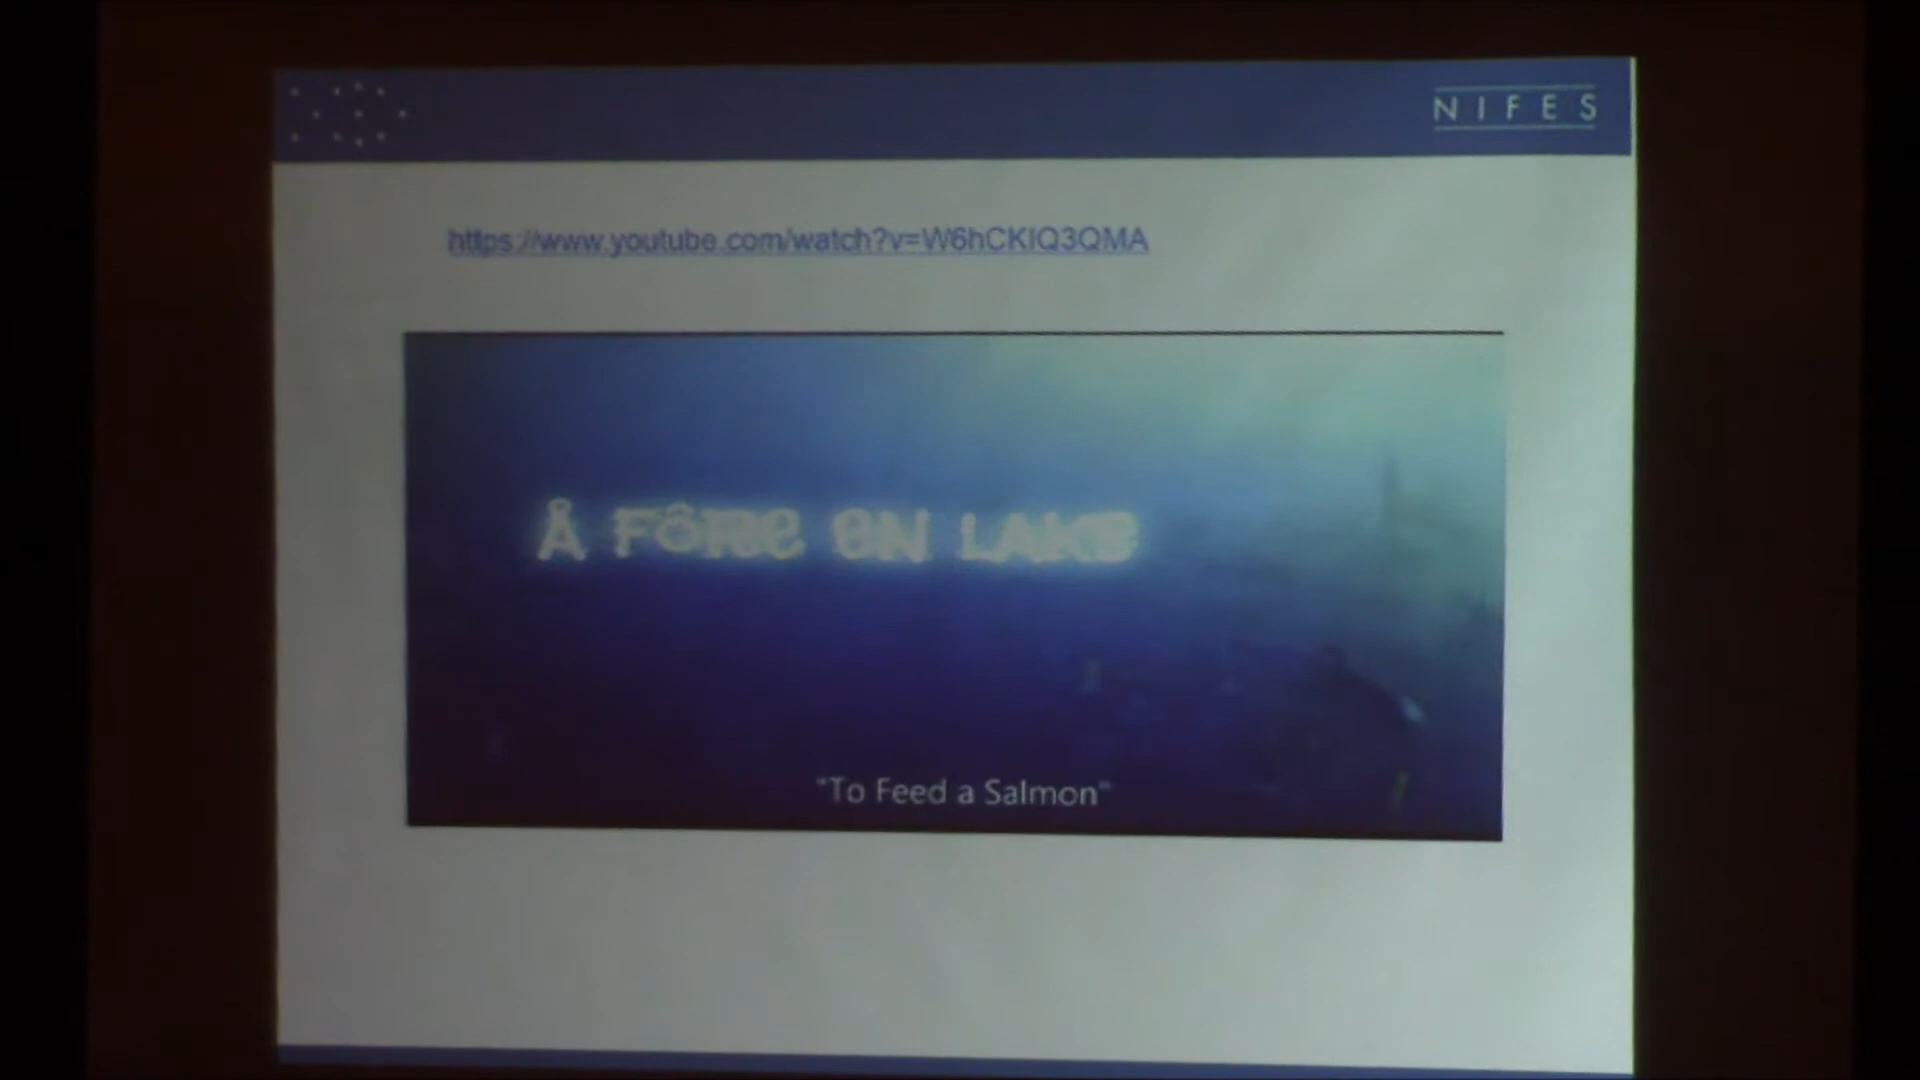 NIFES
https://www.youtube.com/watch?v=W6hCKIQ3QMA
Å FÔRE EN LAKS
"To Feed a Salmon"